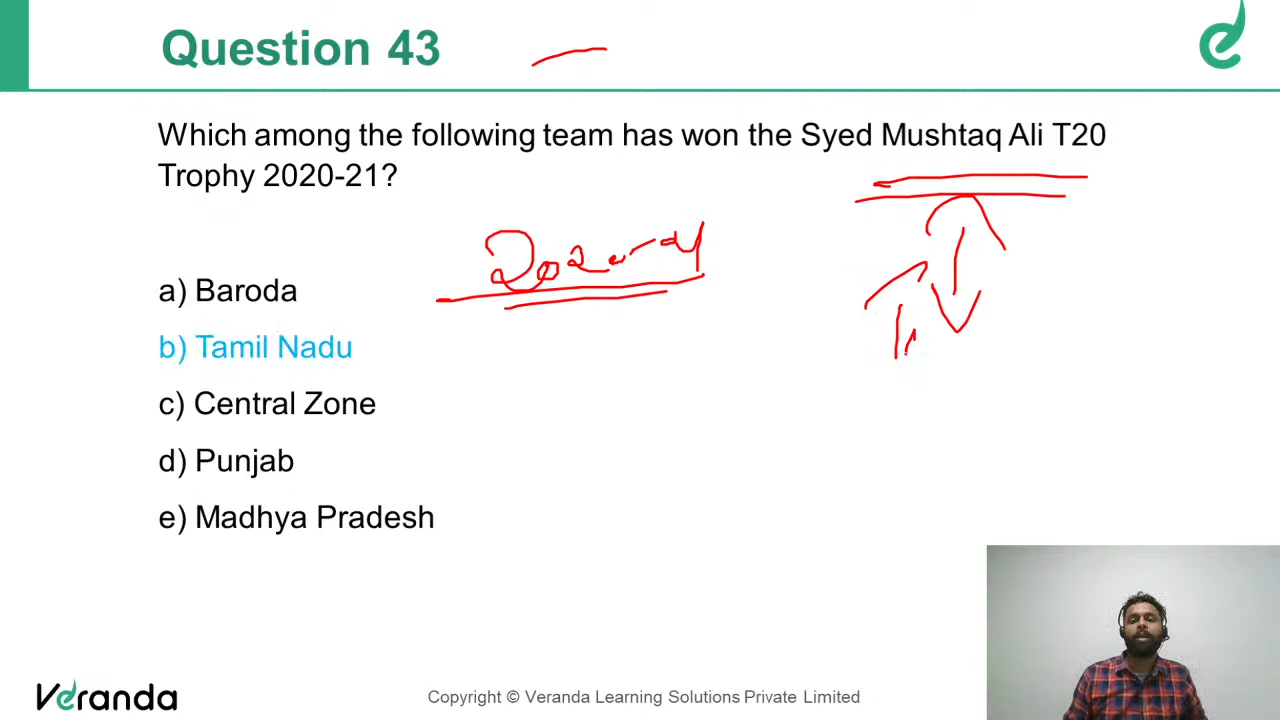 Question 43
Which among the following team has won the Syed Mushtaq Ali T20
Trophy 2020-21?
a) Baroda
b) Tamil Nadu
c) Central Zone
d) Punjab
e) Madhya Pradesh
Veranda
Copyright © Veranda Learning Solutions Private Limited